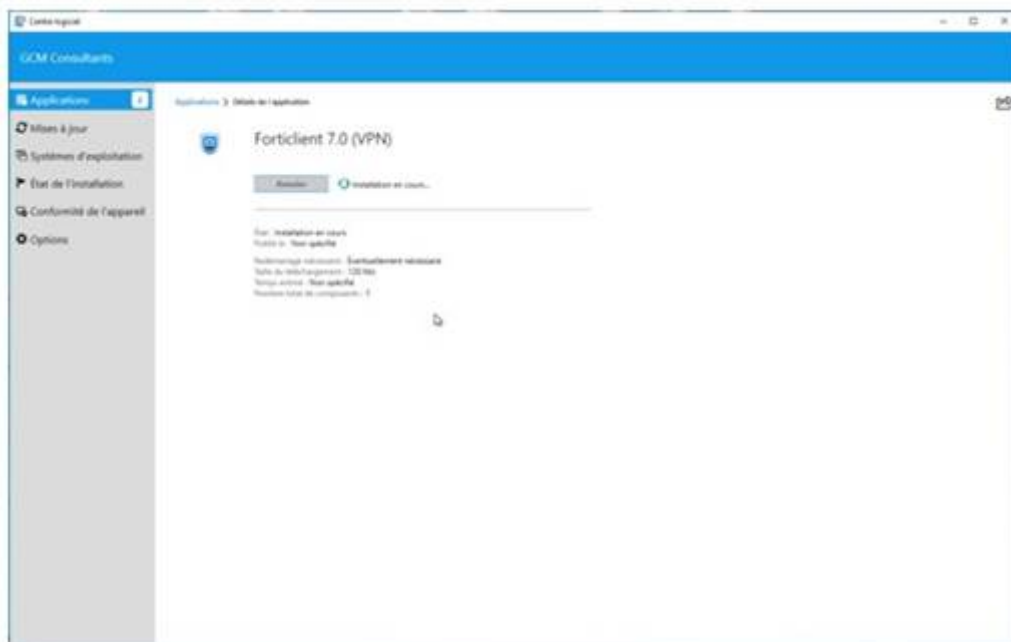 Centre logiciel
GCM Consultants
Applications
Mises à jour
Systèmes d'exploitation
État de l'installation
Conformité de l'appareil
Options
Applications > Détails de l'application
Forticlient 7.0 (VPN)
Annuler
Installation en cours...
État : Installation en cours
Publié le : Non spécifié
Redémarrage nécessaire : Éventuellement nécessaire
Taille du téléchargement : 120 Mo
Temps estimé : Non spécifié
Nombre total de composants : 1